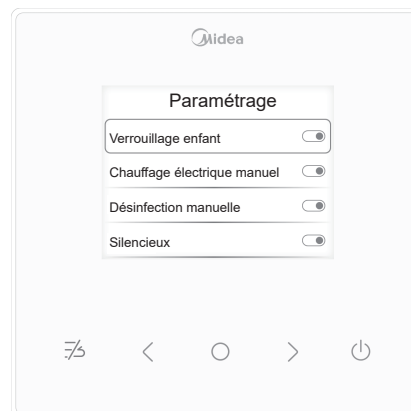 Midea
Paramétrage
Verrouillage enfant
Chauffage électrique manuel
Désinfection manuelle
Silencieux